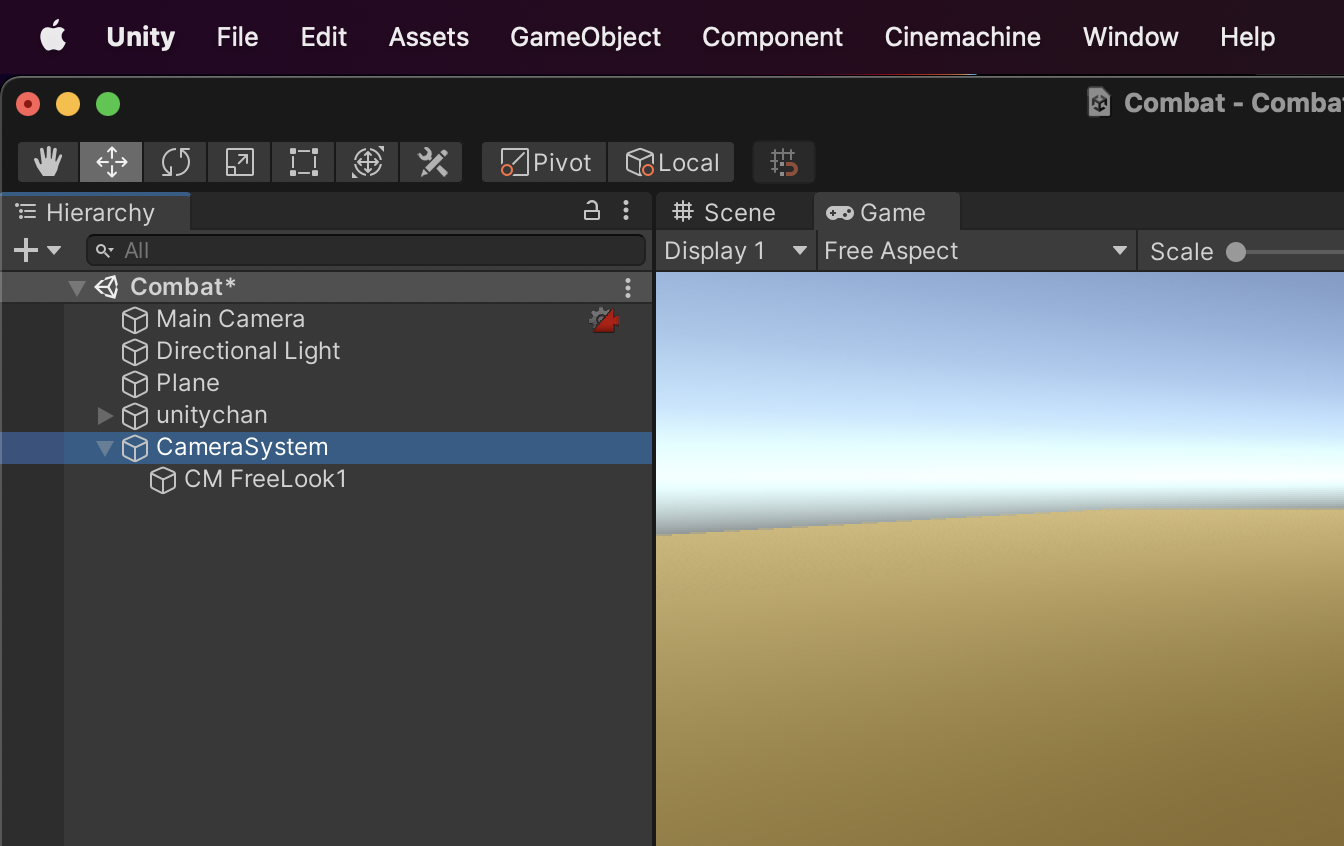 Unity File Edit Assets GameObject Component Cinemachine Window Help
Combat - Comba
Pivot Local
Hierarchy
Scene Game
All
Display 1 Free Aspect Scale
Combat*
Main Camera
Directional Light
Plane
unitychan
CameraSystem
CM FreeLook1